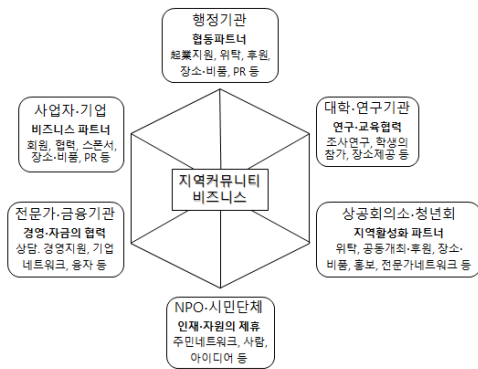 행정기관
협동파트너
起業지원, 위탁, 후원,
장소·비품, PR 등
사업자·기업
비즈니스 파트너
회원, 협력, 스폰서,
장소·비품, PR 등
대학·연구기관
연구·교육협력
조사연구, 학생의
참가, 장소제공 등
지역커뮤니티
비즈니스
전문가·금융기관
경영·자금의 협력
상담. 경영지원, 기업
네트워크, 융자 등
상공회의소·청년회
지역활성화 파트너
위탁, 공동개최·후원, 장소·
비품, 홍보, 전문가네트워크 등
NPO·시민단체
인재·자원의 제휴
주민네트워크, 사람,
아이디어 등